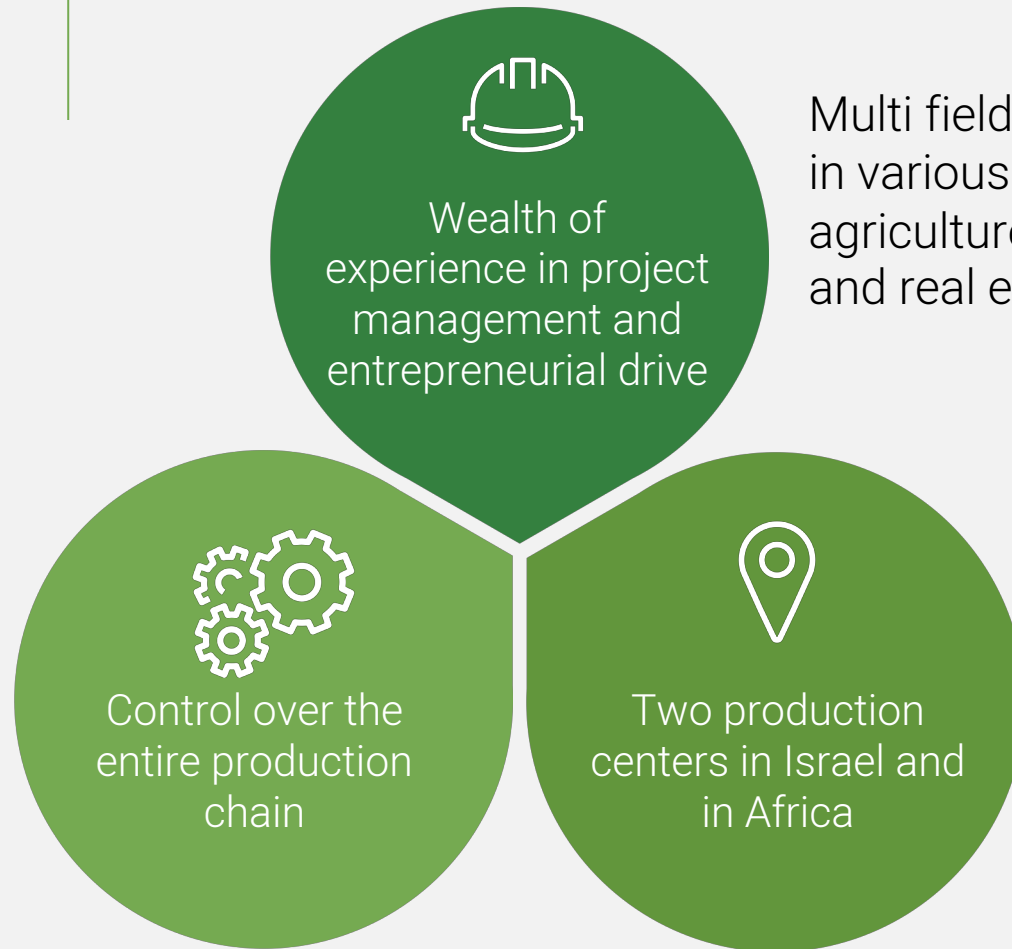 Wealth of
experience in project
management and
entrepreneurial drive
Multi field
in various
and real
Control over the
entire production
chain
Two production
centers in Israel and
in Africa